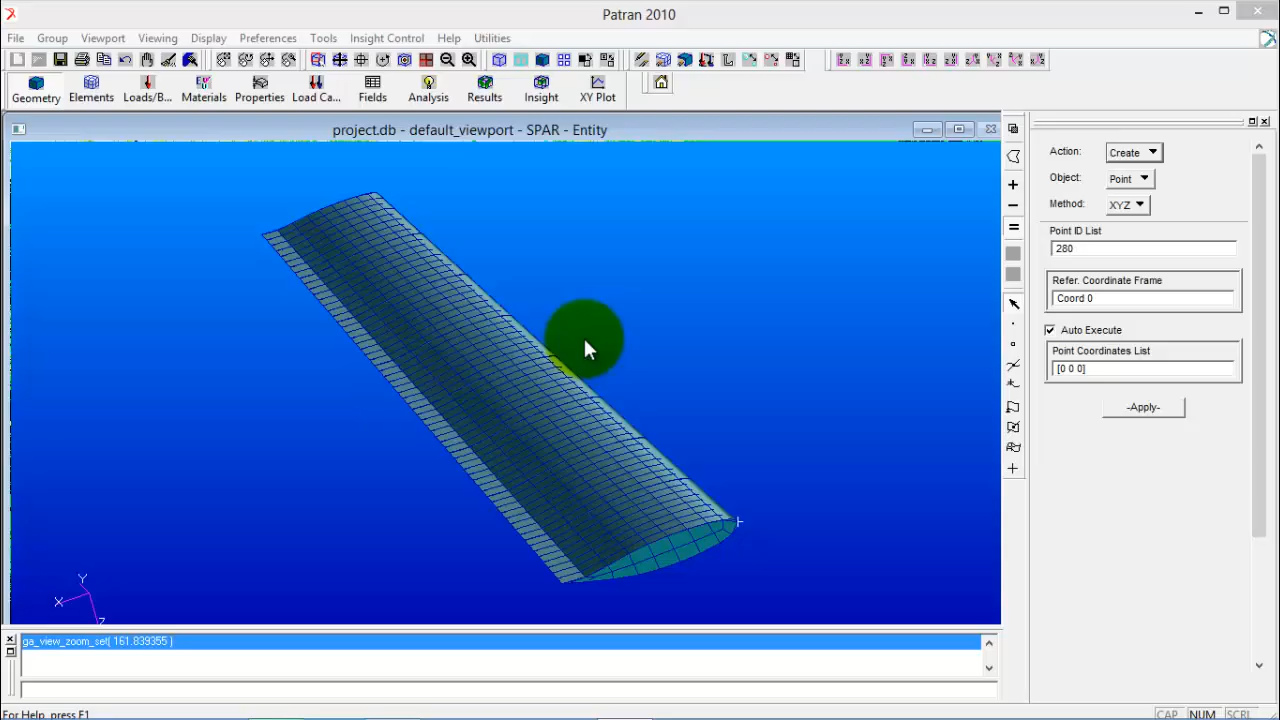 Patran 2010
File Group Viewport Viewing Display Preferences Tools Insight Control Help Utilities
Geometry Elements Loads/B... Materials Properties Load Ca... Fields Analysis Results Insight XY Plot
project.db - default_viewport - SPAR - Entity
Action: Create
Object: Point
Method: XYZ
Point ID List
280
Refer. Coordinate Frame
Coord 0
Auto Execute
Point Coordinates List
[0 0 0]
-Apply-
Y
X
Z
ga_view_zoom_set( 161.839355 )
For Help, press F1
CAP NUM SCRL